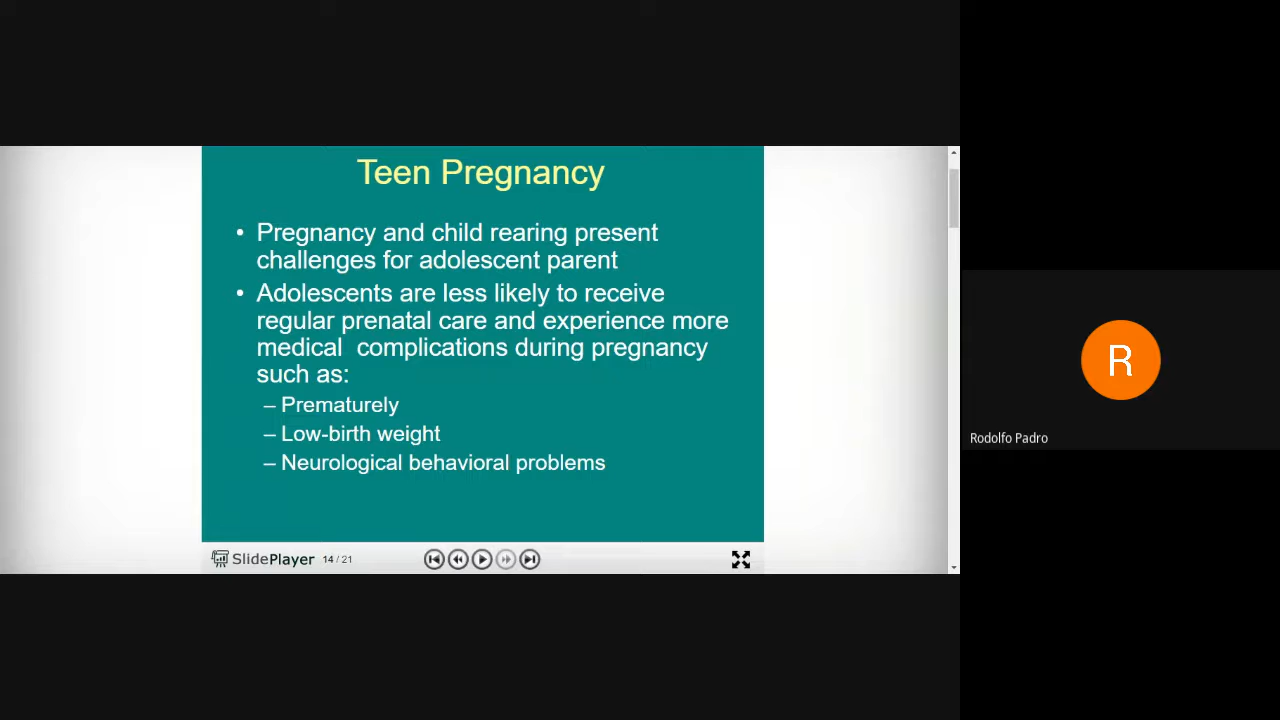 Teen Pregnancy
• Pregnancy and child rearing present
challenges for adolescent parent
• Adolescents are less likely to receive
regular prenatal care and experience more
medical  complications during pregnancy
such as:
– Prematurely
– Low-birth weight
– Neurological behavioral problems
SlidePlayer 14 / 21
R
Rodolfo Padro